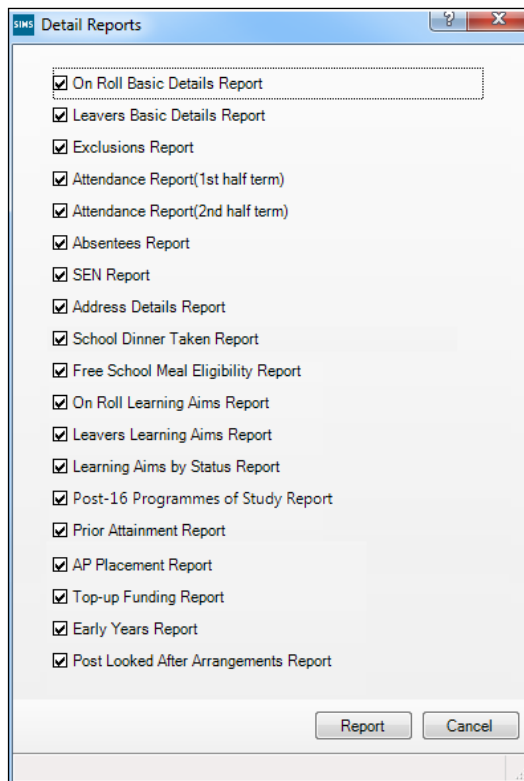 SIMS Detail Reports ?
On Roll Basic Details Report
Leavers Basic Details Report
Exclusions Report
Attendance Report(1st half term)
Attendance Report(2nd half term)
Absentees Report
SEN Report
Address Details Report
School Dinner Taken Report
Free School Meal Eligibility Report
On Roll Learning Aims Report
Leavers Learning Aims Report
Learning Aims by Status Report
Post-16 Programmes of Study Report
Prior Attainment Report
AP Placement Report
Top-up Funding Report
Early Years Report
Post Looked After Arrangements Report
Report Cancel